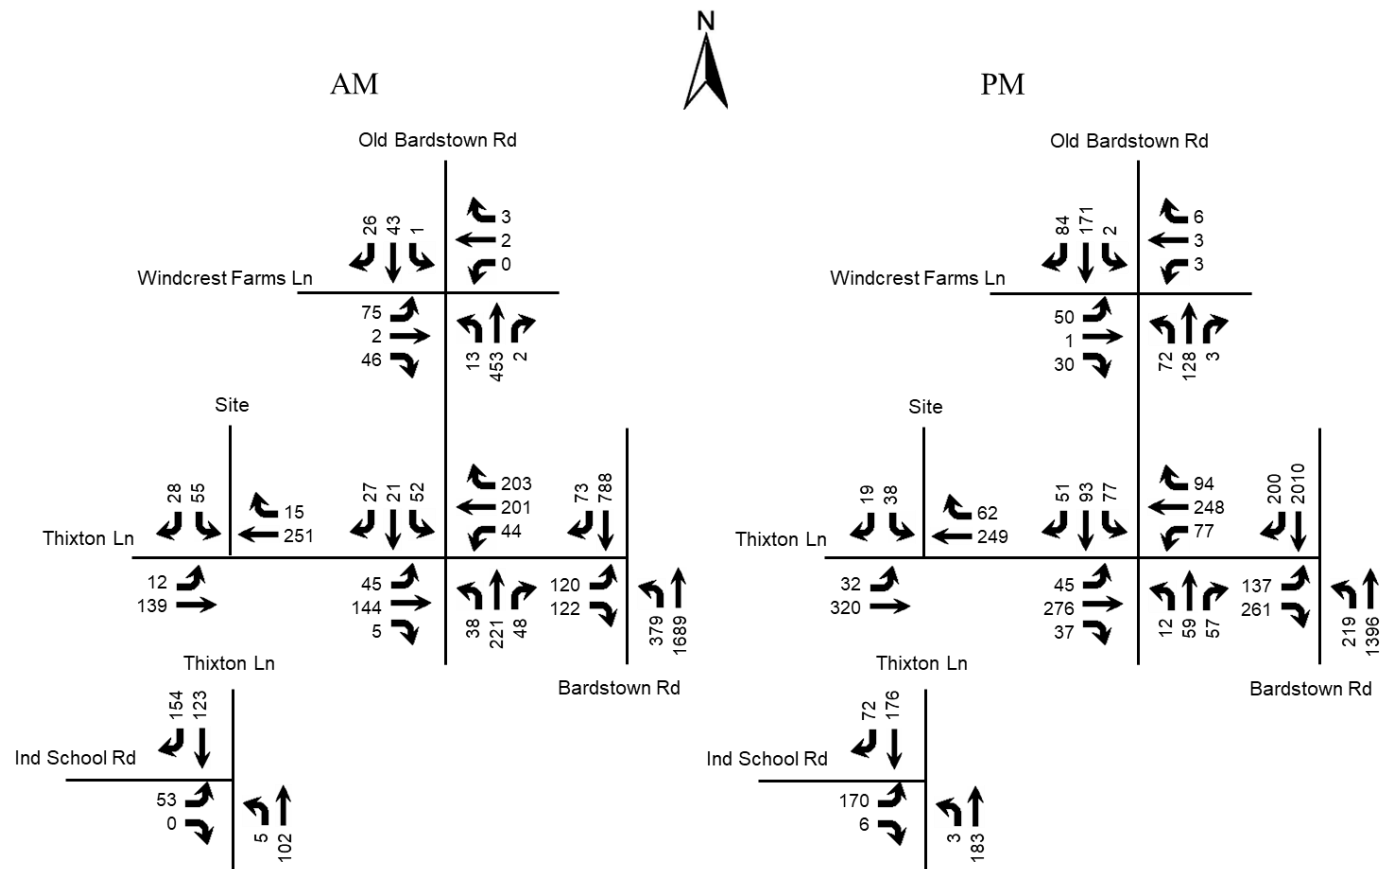 N
AM
PM
Old Bardstown Rd
26 43 1
3
2
0
Windcrest Farms Ln
75
2
46
13 453 2
Site
28 55
15
251
Thixton Ln
12
139
27 21 52
203
201
44
45
144
5
38 221 48
73 788
120
122
379 1689
Bardstown Rd
Thixton Ln
154 123
Ind School Rd
53
0
5 102
Old Bardstown Rd
84 171 2
6
3
3
Windcrest Farms Ln
50
1
30
72 128 3
Site
19 38
62
249
Thixton Ln
32
320
51 93 77
94
248
77
45
276
37
12 59 57
200 2010
137
261
219 1396
Bardstown Rd
Thixton Ln
72 176
Ind School Rd
170
6
3 183